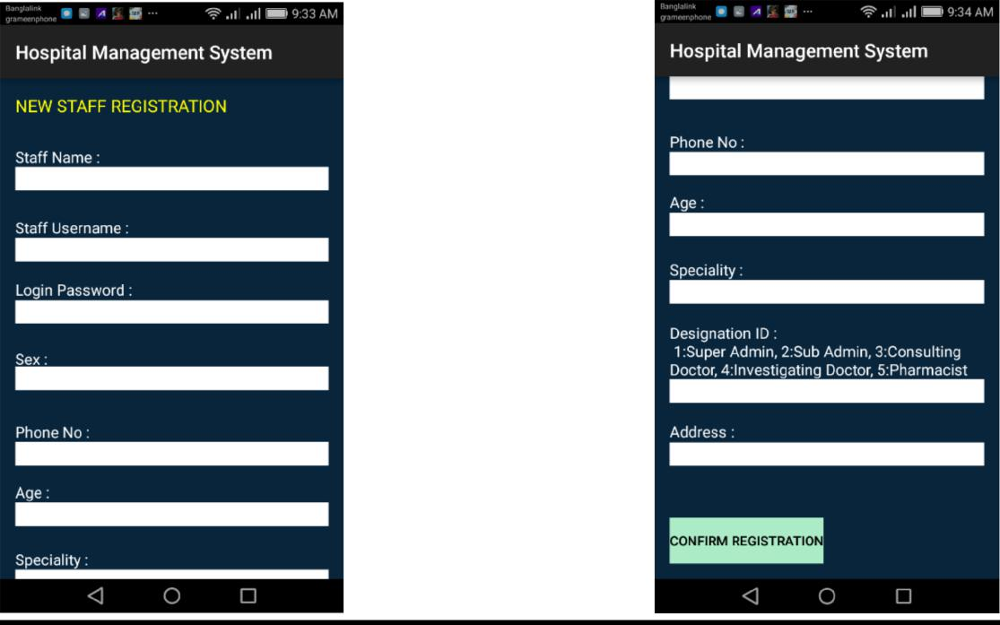 Banglalink
grameenphone
9:33 AM
Hospital Management System
NEW STAFF REGISTRATION
Staff Name :
Staff Username :
Login Password :
Sex :
Phone No :
Age :
Speciality :
Banglalink
grameenphone
9:34 AM
Hospital Management System
Phone No :
Age :
Speciality :
Designation ID :
1:Super Admin, 2:Sub Admin, 3:Consulting
Doctor, 4:Investigating Doctor, 5:Pharmacist
Address :
CONFIRM REGISTRATION